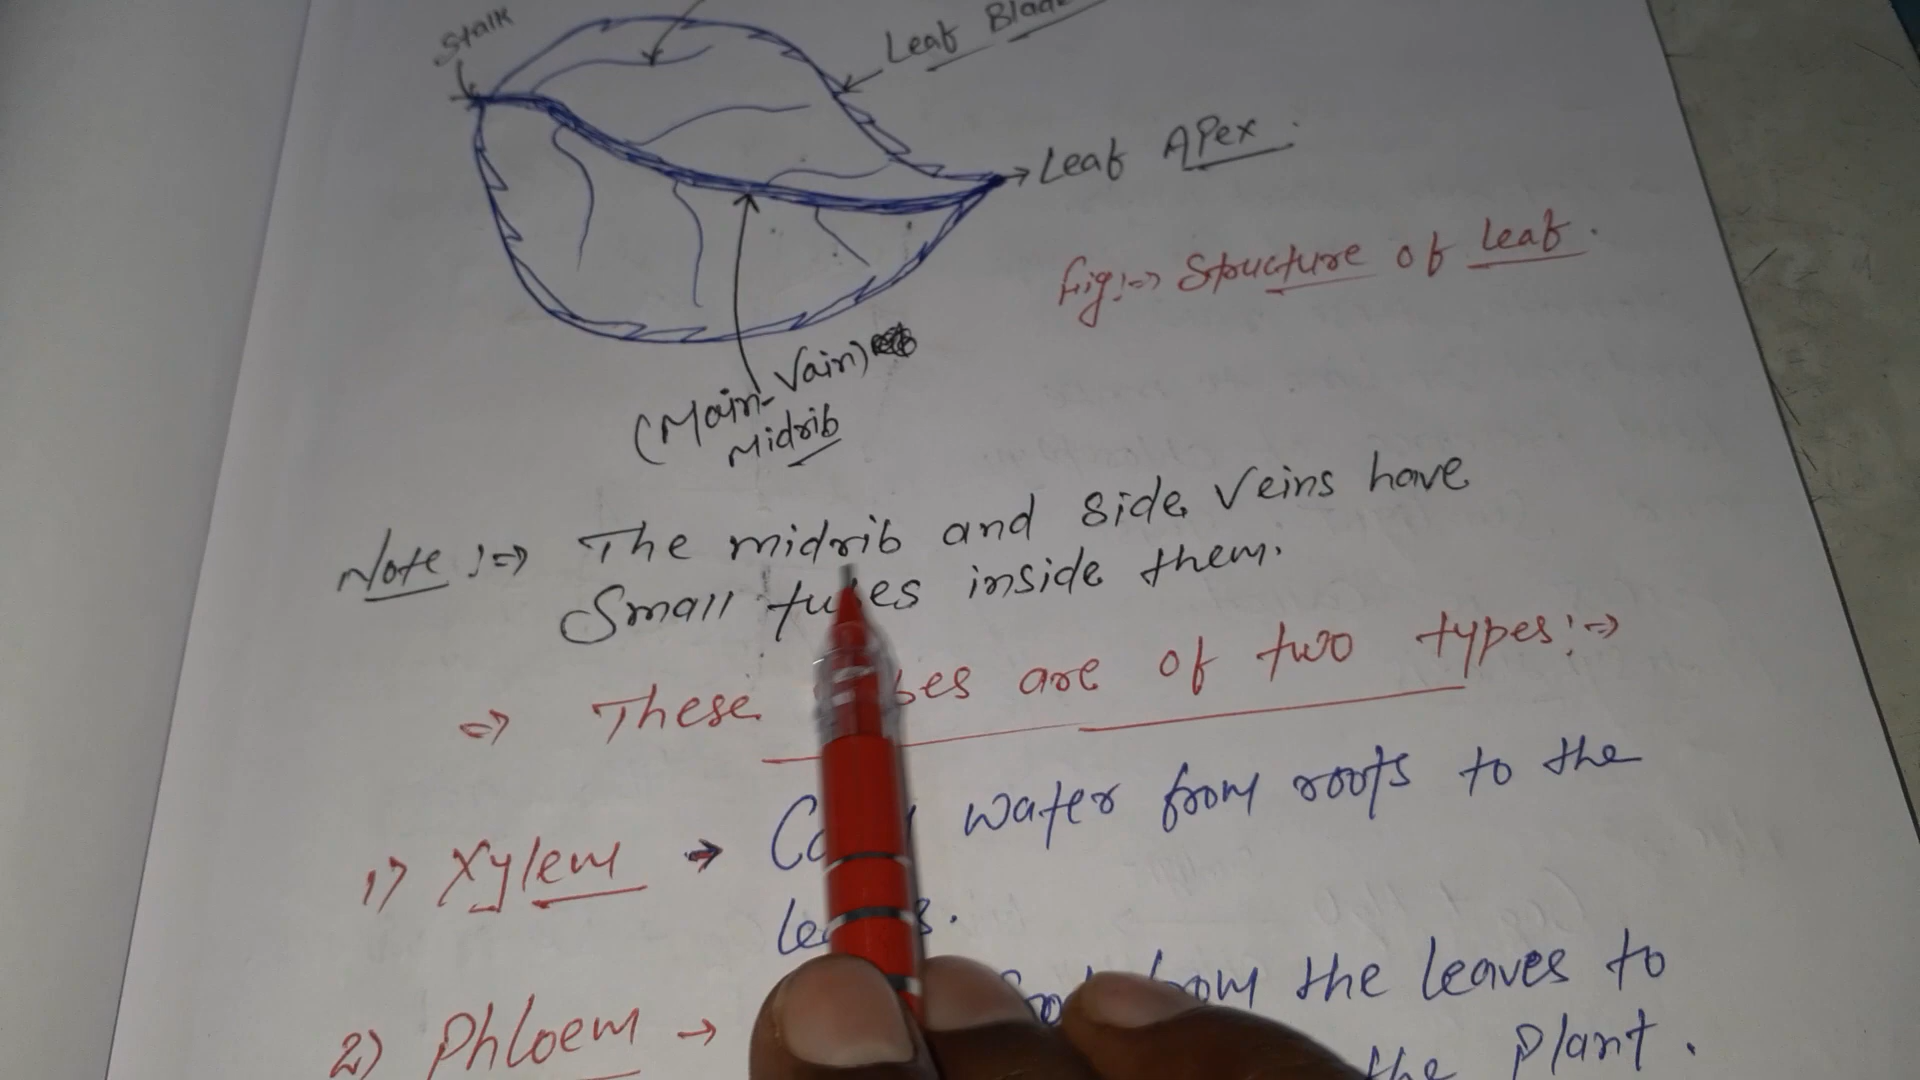 Stalk
Leaf Blade
Leaf Apex.
Fig:-> Structure of Leaf.
(Main-Vain)
Midrib
Note :=> The midrib and side veins have
Small tubes inside them.
=> These are of two types:=>
1) Xylem → water from roots to the
2) Phloem → from the leaves to
the Plant.